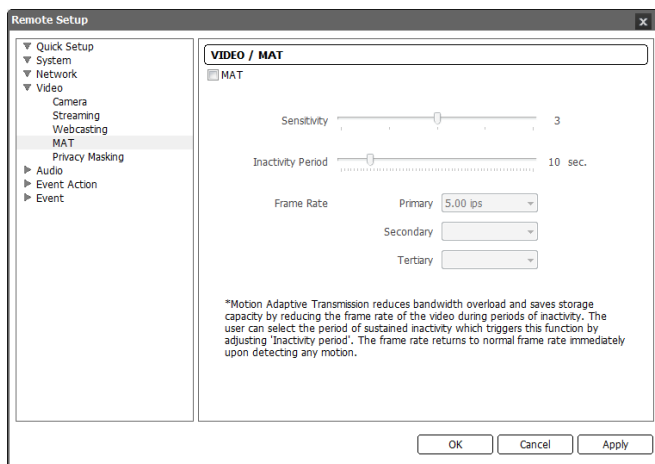 Remote Setup
x
Quick Setup
System
Network
Video
Camera
Streaming
Webcasting
MAT
Privacy Masking
Audio
Event Action
Event
VIDEO / MAT
MAT
Sensitivity 3
Inactivity Period 10 sec.
Frame Rate Primary 5.00 ips
Secondary
Tertiary
*Motion Adaptive Transmission reduces bandwidth overload and saves storage
capacity by reducing the frame rate of the video during periods of inactivity. The
user can select the period of sustained inactivity which triggers this function by
adjusting 'Inactivity period'. The frame rate returns to normal frame rate immediately
upon detecting any motion.
OK Cancel Apply